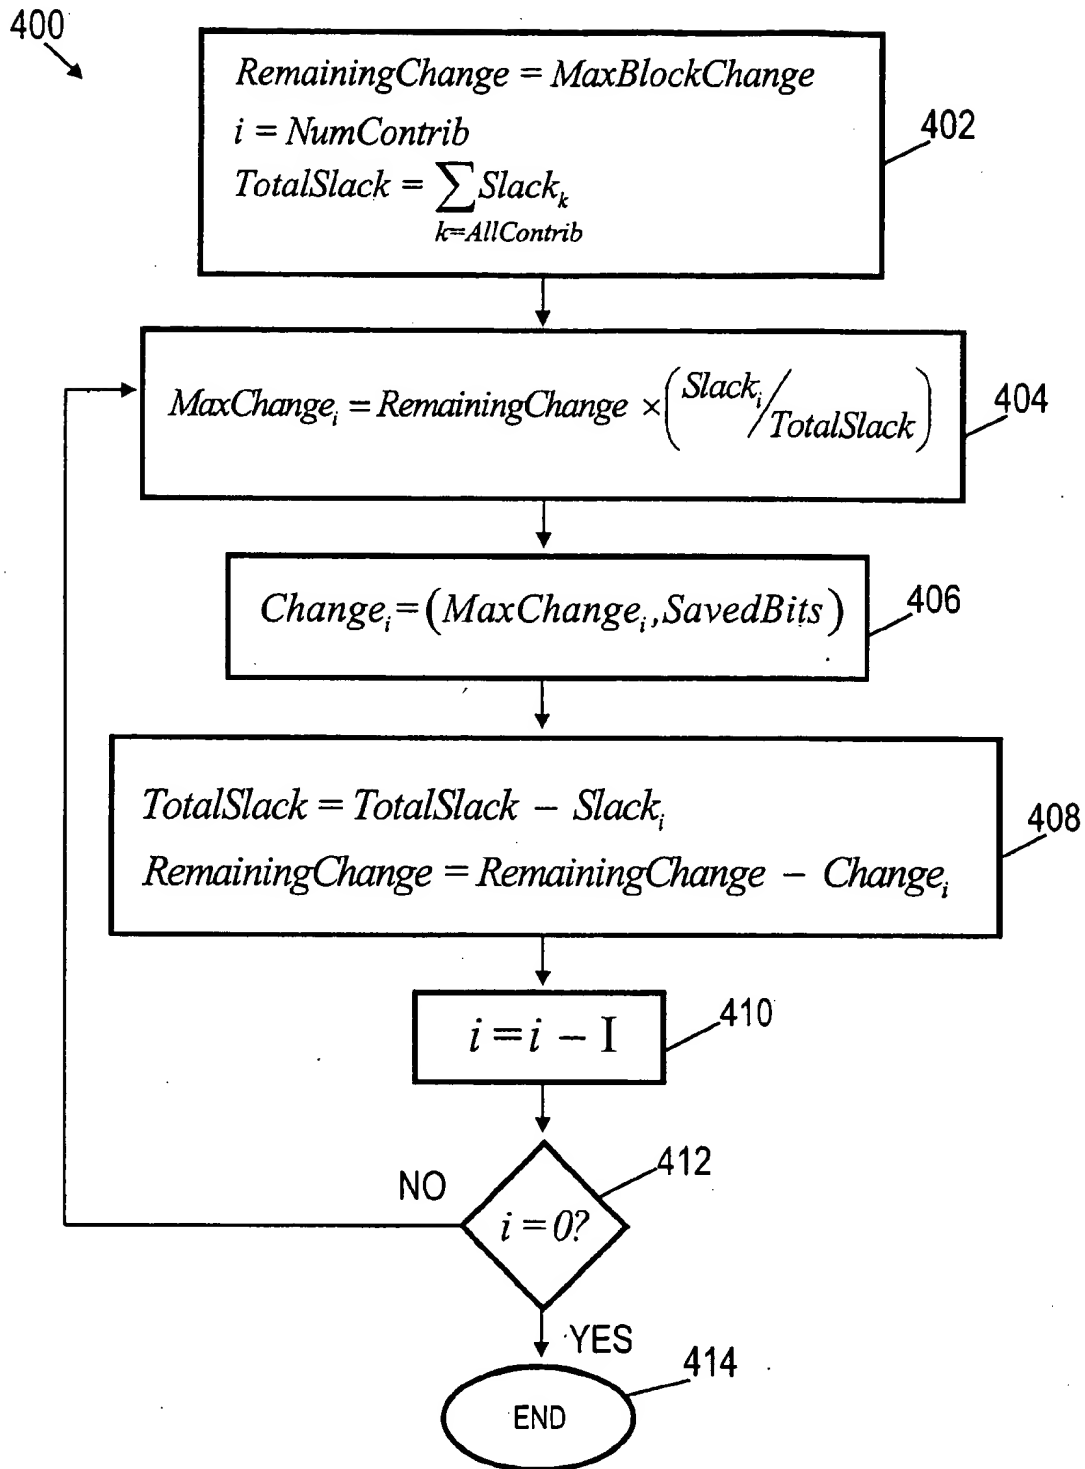 400
RemainingChange = MaxBlockChange
i = NumContrib
TotalSlack = ∑ Slack_k
k=AllContrib
402
MaxChange_i = RemainingChange × (Slack_i / TotalSlack)
404
Change_i = (MaxChange_i, SavedBits)
406
TotalSlack = TotalSlack − Slack_i
RemainingChange = RemainingChange − Change_i
408
i = i − I
410
412
NO
i = 0?
YES
414
END